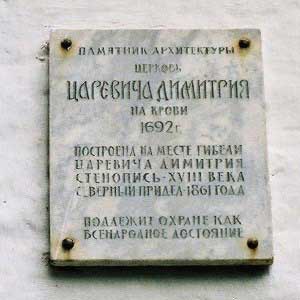 ПАМЯТНИК АРХИТЕКТУРЫ
ЦЕРКОВЬ
ЦАРЕВИЧА ДИМИТРИЯ
НА КРОВИ
1692 г.
ПОСТРОЕНА НА МЕСТЕ ГИБЕЛИ
ЦАРЕВИЧА ДИМИТРИЯ
СТЕНОПИСЬ-XVIII ВЕКА
СЕВЕРНЫЙ ПРИДЕЛ-1861 ГОДА
ПОДЛЕЖИТ ОХРАНЕ КАК
ВСЕНАРОДНОЕ ДОСТОЯНИЕ